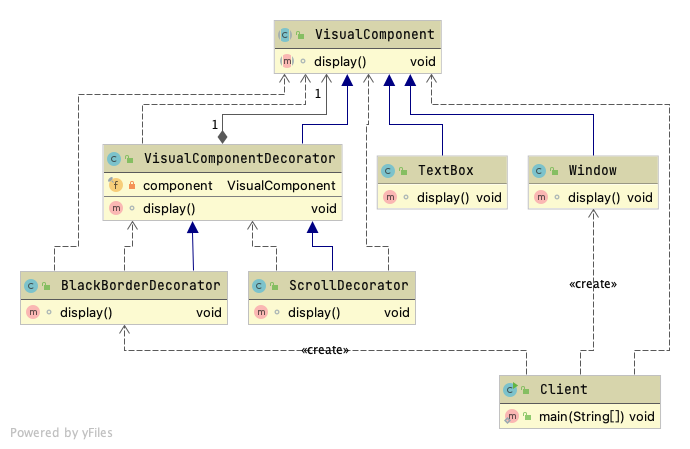 VisualComponent
display() void
1
1
VisualComponentDecorator
component VisualComponent
display() void
TextBox
display() void
Window
display() void
BlackBorderDecorator
display() void
ScrollDecorator
display() void
«create»
«create»
Client
main(String[]) void
Powered by yFiles